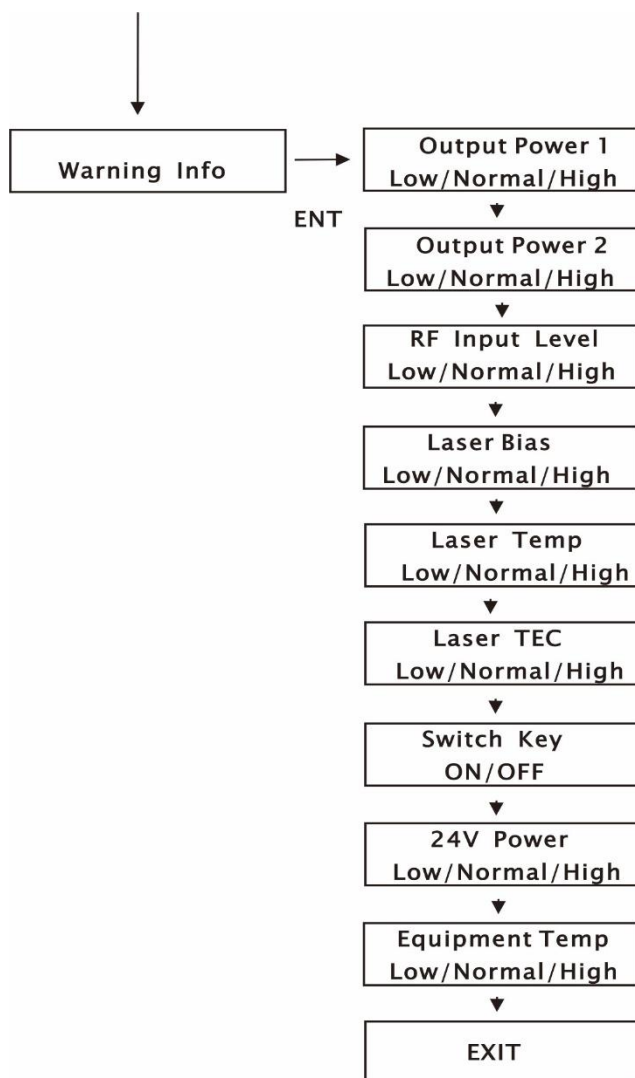 Warning Info
ENT
Output Power 1
Low/Normal/High
Output Power 2
Low/Normal/High
RF Input Level
Low/Normal/High
Laser Bias
Low/Normal/High
Laser Temp
Low/Normal/High
Laser TEC
Low/Normal/High
Switch Key
ON/OFF
24V Power
Low/Normal/High
Equipment Temp
Low/Normal/High
EXIT